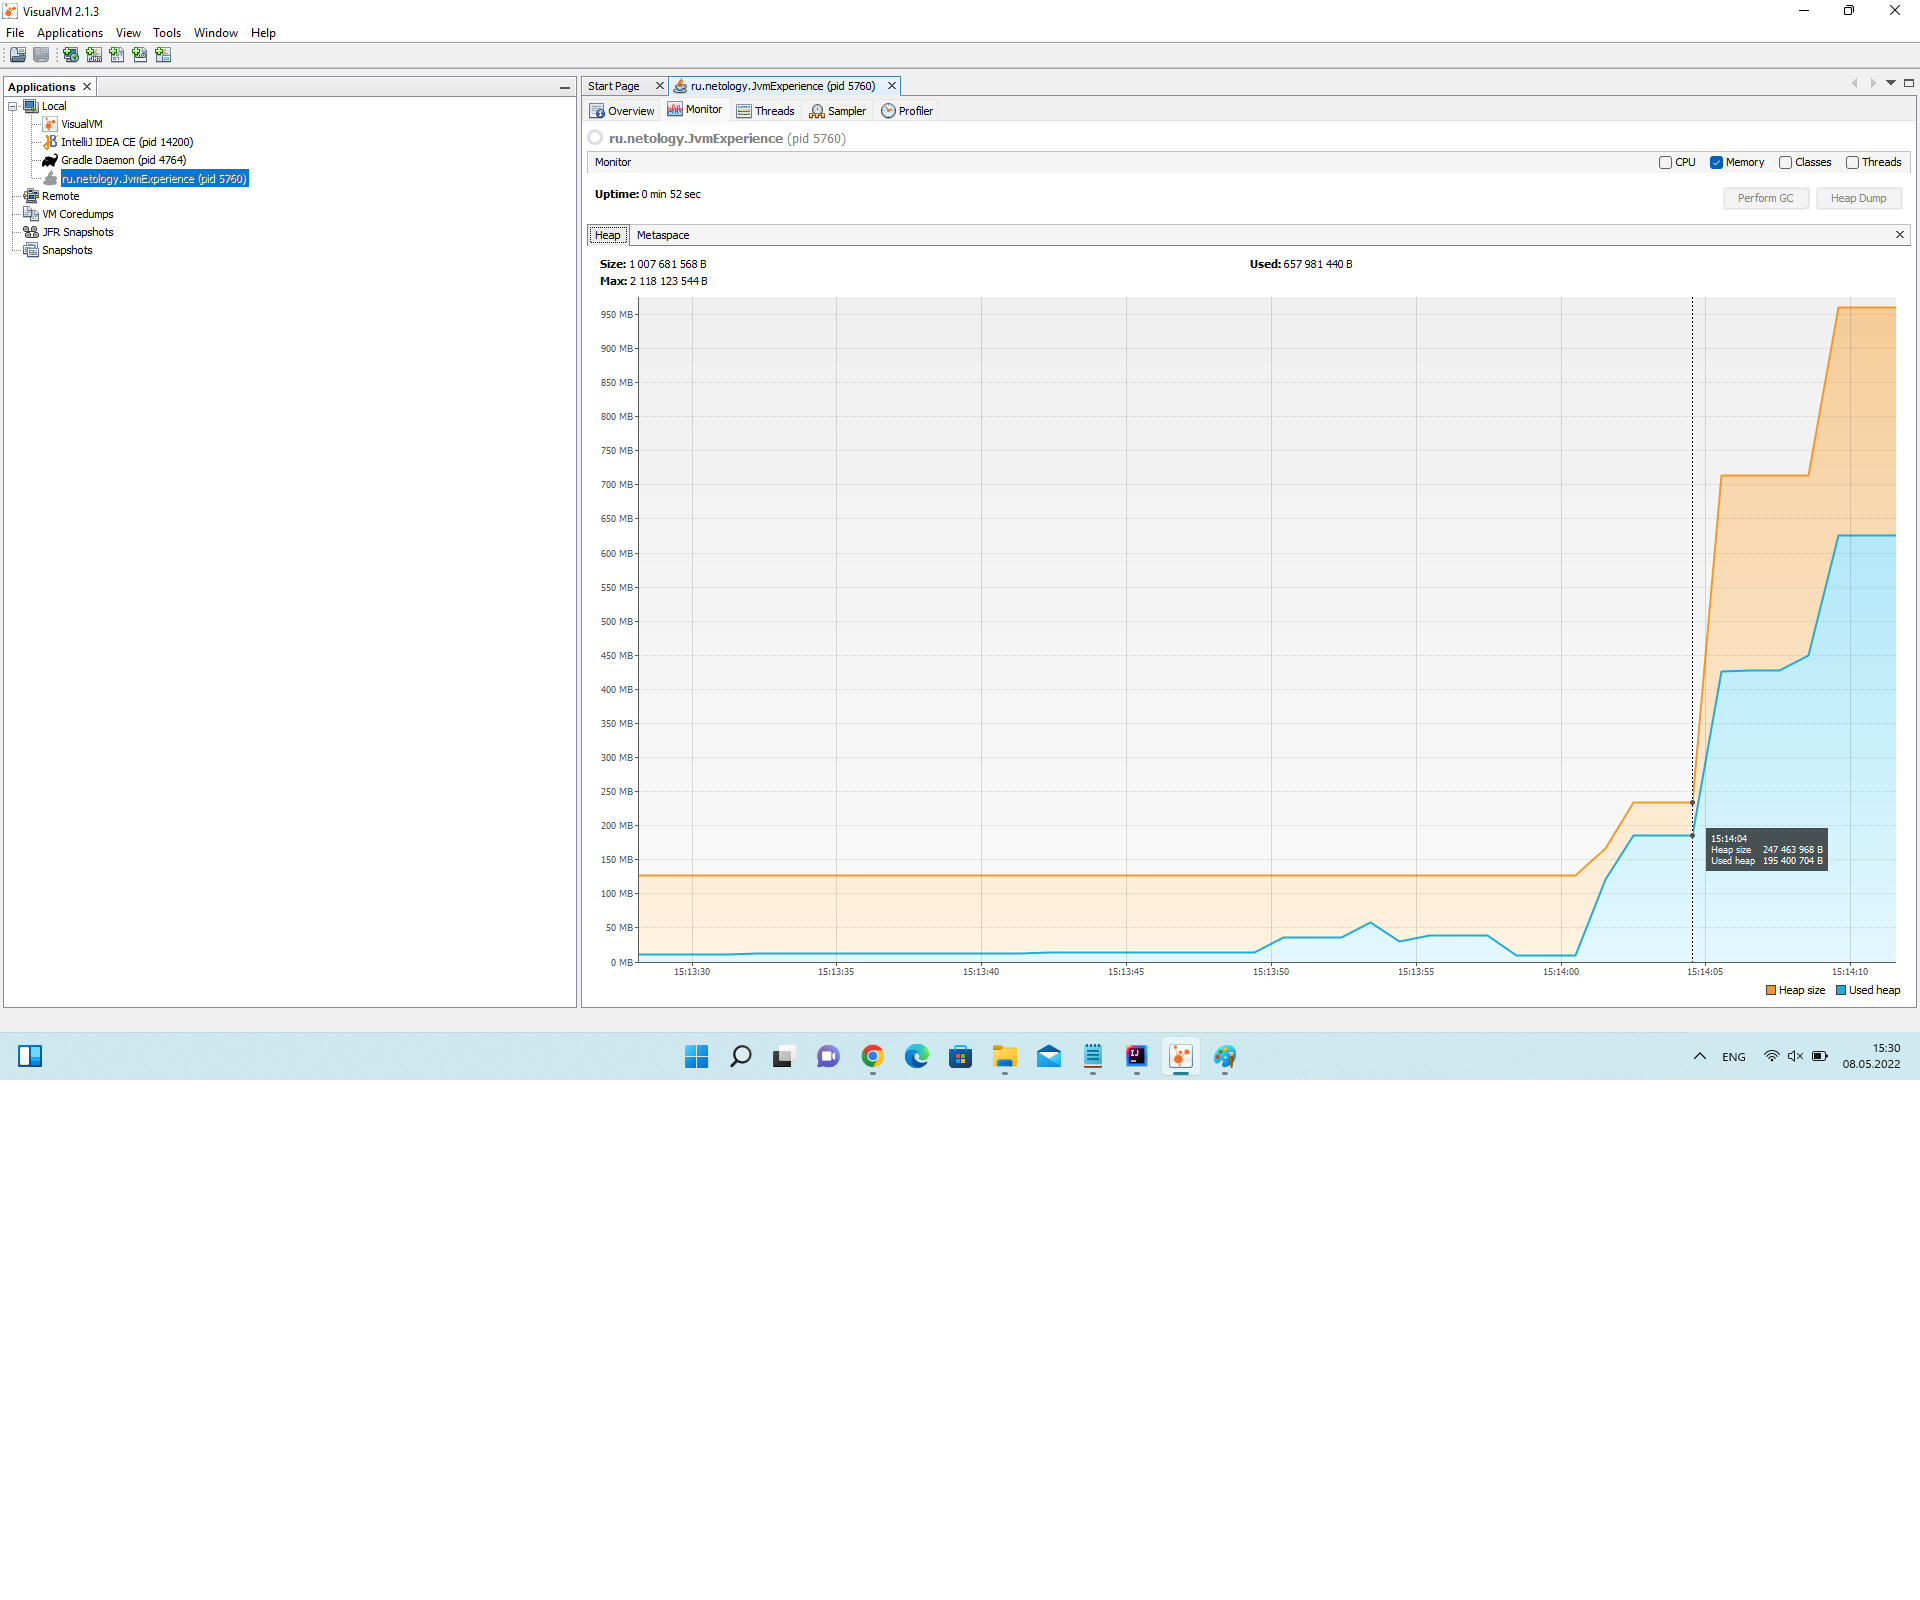 VisualVM 2.1.3
File Applications View Tools Window Help
Applications
Local
VisualVM
IntelliJ IDEA CE (pid 14200)
Gradle Daemon (pid 4764)
ru.netology.JvmExperience (pid 5760)
Remote
VM Coredumps
JFR Snapshots
Snapshots
Start Page ru.netology.JvmExperience (pid 5760)
Overview Monitor Threads Sampler Profiler
ru.netology.JvmExperience (pid 5760)
Monitor CPU Memory Classes Threads
Uptime: 0 min 52 sec Perform GC Heap Dump
Heap Metaspace
Size: 1 007 681 568 B Used: 657 981 440 B
Max: 2 118 123 544 B
950 MB
900 MB
850 MB
800 MB
750 MB
700 MB
650 MB
600 MB
550 MB
500 MB
450 MB
400 MB
350 MB
300 MB
250 MB
200 MB
150 MB
100 MB
50 MB
0 MB
15:14:04
Heap size 247 463 968 B
Used heap 195 400 704 B
15:13:30 15:13:35 15:13:40 15:13:45 15:13:50 15:13:55 15:14:00 15:14:05 15:14:10
Heap size Used heap
ENG
15:30
08.05.2022